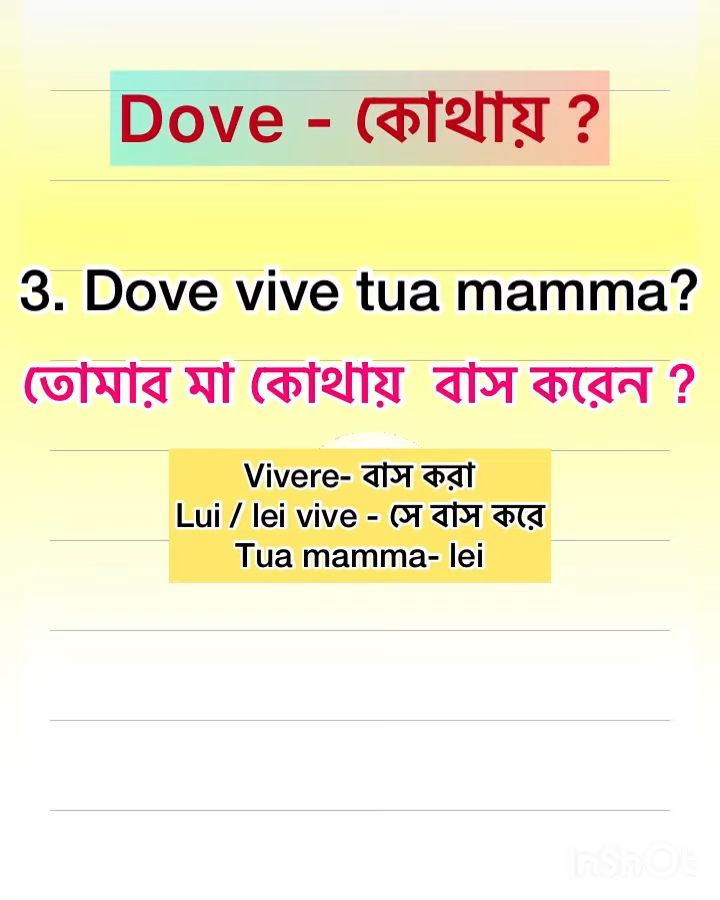 Dove - কোথায় ?
3. Dove vive tua mamma?
তোমার মা কোথায় বাস করেন ?
Vivere- বাস করা
Lui / lei vive - সে বাস করে
Tua mamma- lei
InShOt